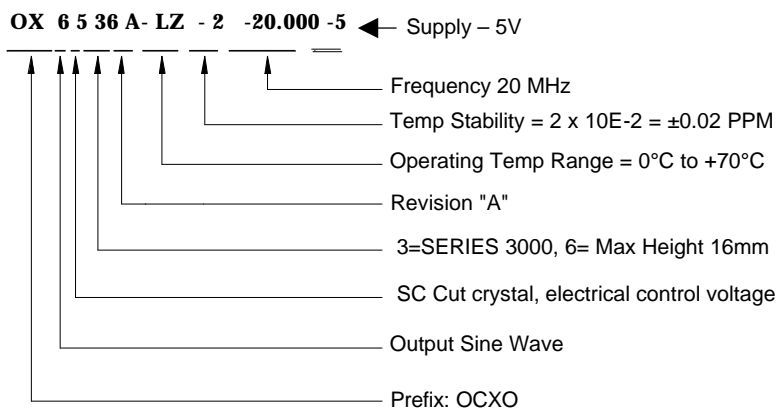 OX 6 5 36 A- LZ - 2 -20.000 -5 Supply – 5V
Frequency 20 MHz
Temp Stability = 2 x 10E-2 = ±0.02 PPM
Operating Temp Range = 0°C to +70°C
Revision "A"
3=SERIES 3000, 6= Max Height 16mm
SC Cut crystal, electrical control voltage
Output Sine Wave
Prefix: OCXO